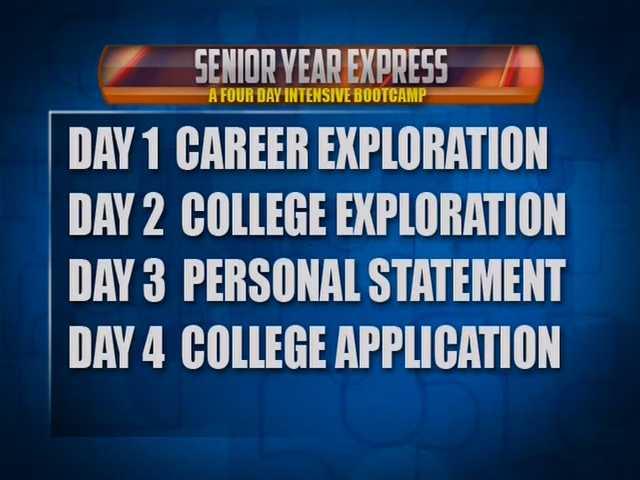 SENIOR YEAR EXPRESS
A FOUR DAY INTENSIVE BOOTCAMP
DAY 1 CAREER EXPLORATION
DAY 2 COLLEGE EXPLORATION
DAY 3 PERSONAL STATEMENT
DAY 4 COLLEGE APPLICATION